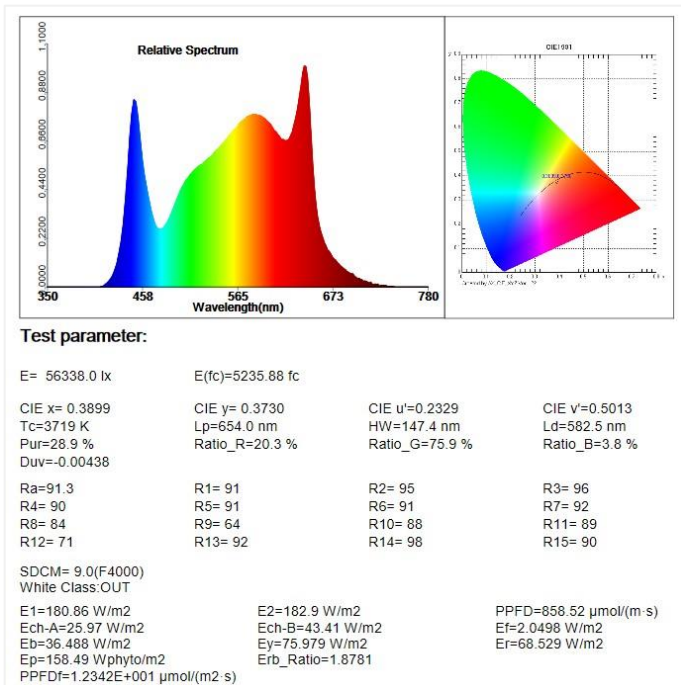 Relative Spectrum
1.1000
0.8800
0.6600
0.4400
0.2200
0.0000
350 458 565 673 780
Wavelength(nm)
CIE1931
Test parameter:
E= 56338.0 lx E(fc)=5235.88 fc
CIE x= 0.3899 CIE y= 0.3730 CIE u'=0.2329 CIE v'=0.5013
Tc=3719 K Lp=654.0 nm HW=147.4 nm Ld=582.5 nm
Pur=28.9 % Ratio_R=20.3 % Ratio_G=75.9 % Ratio_B=3.8 %
Duv=-0.00438
Ra=91.3 R1= 91 R2= 95 R3= 96
R4= 90 R5= 91 R6= 91 R7= 92
R8= 84 R9= 64 R10= 88 R11= 89
R12= 71 R13= 92 R14= 98 R15= 90
SDCM= 9.0(F4000)
White Class:OUT
E1=180.86 W/m2 E2=182.9 W/m2 PPFD=858.52 μmol/(m·s)
Ech-A=25.97 W/m2 Ech-B=43.41 W/m2 Ef=2.0498 W/m2
Eb=36.488 W/m2 Ey=75.979 W/m2 Er=68.529 W/m2
Ep=158.49 Wphyto/m2 Erb_Ratio=1.8781
PPFDf=1.2342E+001 μmol/(m2·s)